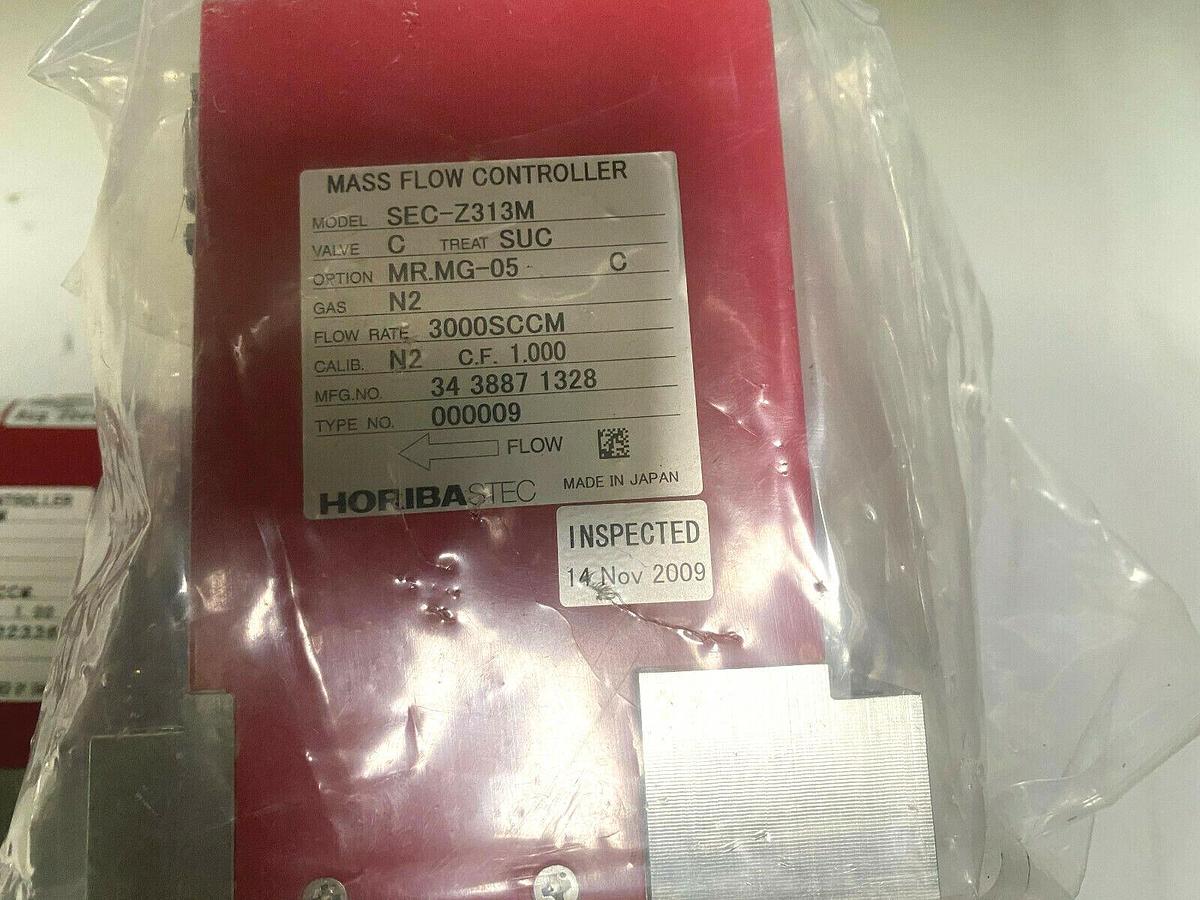 MASS FLOW CONTROLLER
MODEL SEC-Z313M
VALVE C TREAT SUC
OPTION MR.MG-05 C
GAS N2
FLOW RATE 3000SCCM
CALIB. N2 C.F. 1.000
MFG.NO. 34 3887 1328
TYPE NO. 000009
FLOW
HORIBASTEC MADE IN JAPAN
INSPECTED
14 Nov 2009